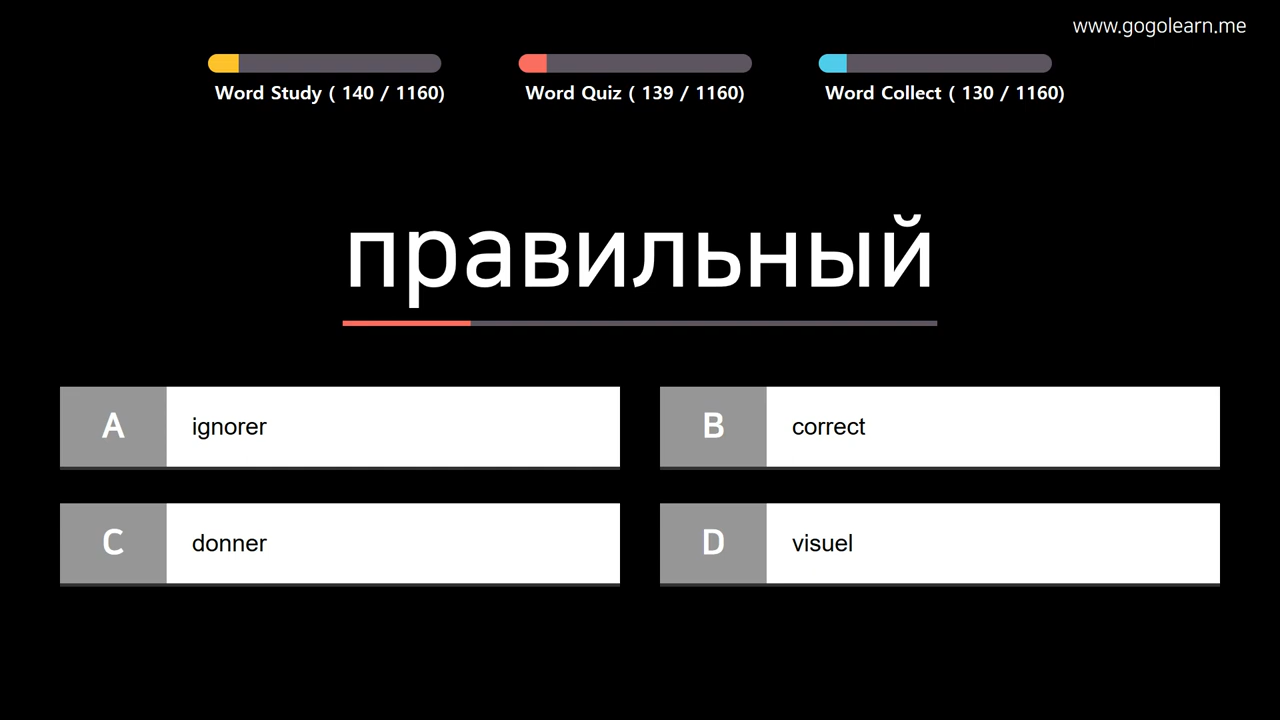 www.gogolearn.me
Word Study ( 140 / 1160)
Word Quiz ( 139 / 1160)
Word Collect ( 130 / 1160)
правильный
A ignorer
B correct
C donner
D visuel